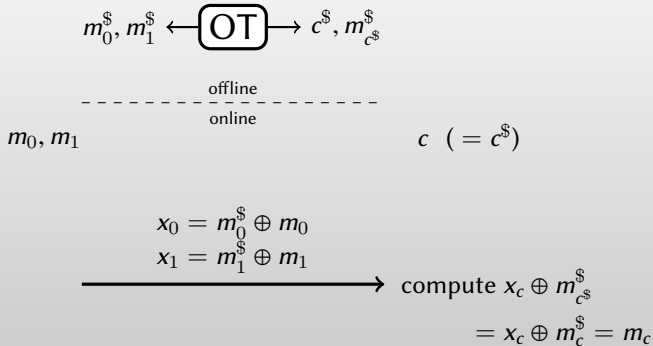 m_0^$, m_1^$ ← OT → c^$, m_{c^$}^$
offline
online
m_0, m_1
c ( = c^$)
x_0 = m_0^$ ⊕ m_0
x_1 = m_1^$ ⊕ m_1
compute x_c ⊕ m_{c^$}^$
= x_c ⊕ m_c^$ = m_c